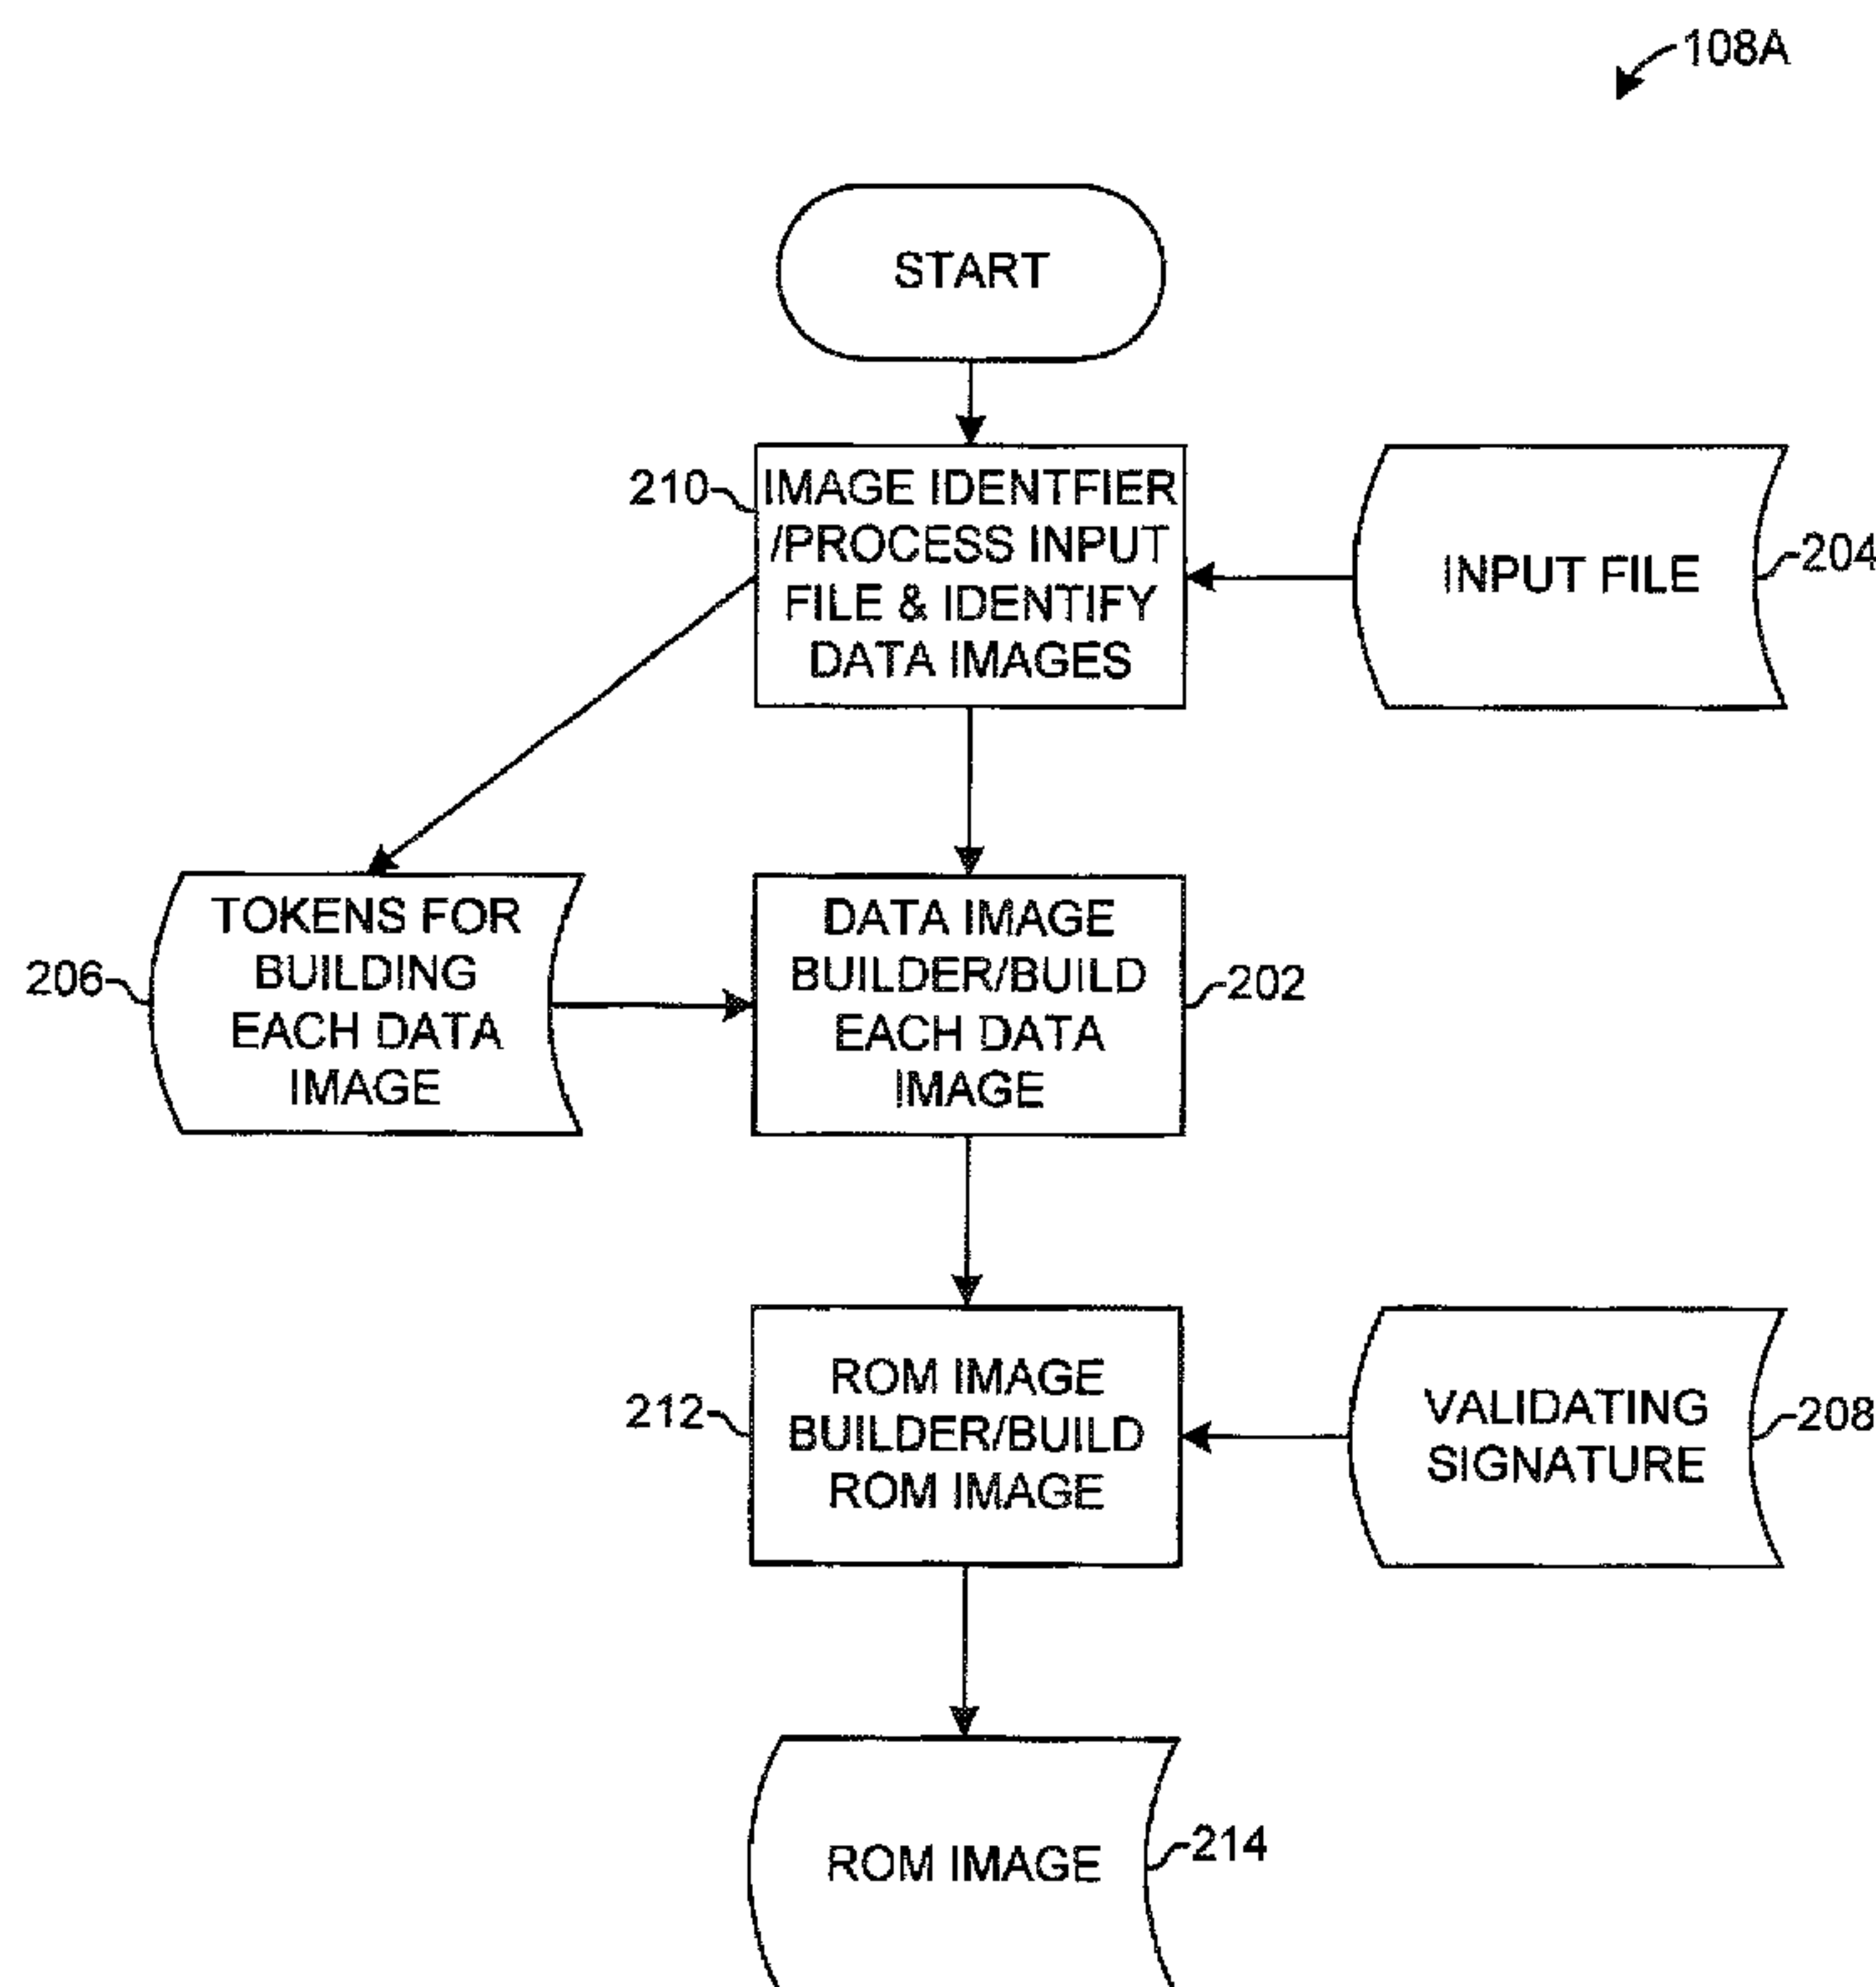 108A
START
210
IMAGE IDENTFIER
/PROCESS INPUT
FILE & IDENTIFY
DATA IMAGES
INPUT FILE
204
206
TOKENS FOR
BUILDING
EACH DATA
IMAGE
DATA IMAGE
BUILDER/BUILD
EACH DATA
IMAGE
202
212
ROM IMAGE
BUILDER/BUILD
ROM IMAGE
VALIDATING
SIGNATURE
208
ROM IMAGE
214